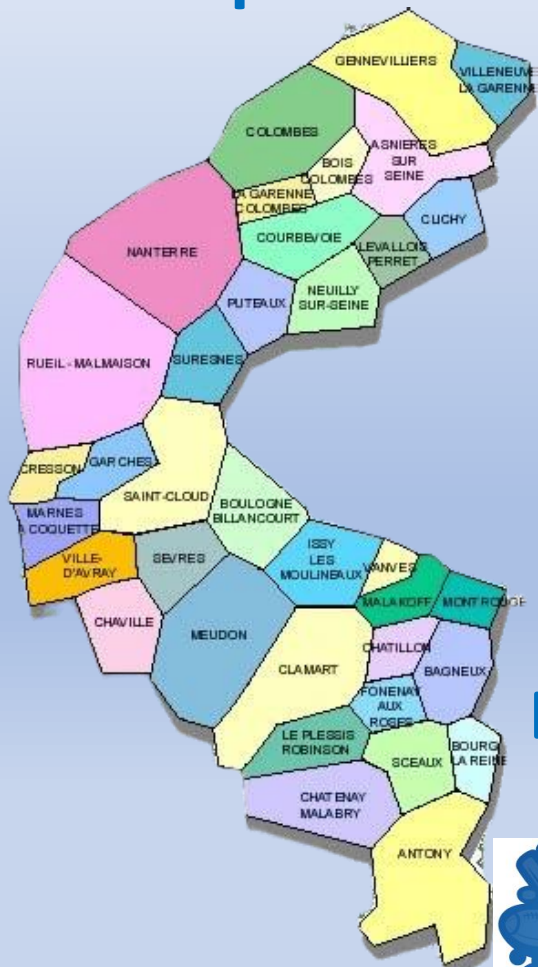 GENNEVILLIERS
VILLENEUVE
LA GARENNE
COLOMBES
ASNIERES
SUR
SEINE
BOIS
COLOMBES
LA GARENNE
COLOMBES
CLICHY
COURBEVOIE
LEVALLOIS
PERRET
NANTERRE
NEUILLY
SUR-SEINE
PUTEAUX
RUEIL - MALMAISON
SURESNES
GARCHES
CRESSON
SAINT-CLOUD
BOULOGNE
BILLANCOURT
MARNES
A COQUETTE
ISSY
LES
MOULINEAUX
VANVES
VILLE-
D'AVRAY
SEVRES
MALAKOFF
MONTROUGE
CHAVILLE
MEUDON
CHATILLON
CLAMART
BAGNEUX
FONENAY
AUX
ROSES
LE PLESSIS
ROBINSON
BOURG
LA REINE
SCEAUX
CHATENAY
MALABRY
ANTONY